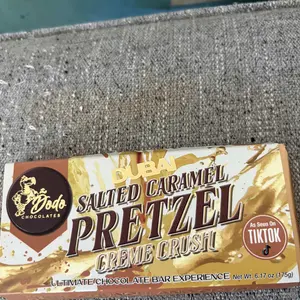 Dodo
CHOCOLATES
DUBAI
SALTED CARAMEL
PRETZEL
CREME CRUSH
ULTIMATE CHOCOLATE BAR EXPERIENCE Net Wt. 6.17 oz (175g)
As Seen On
TIKTOK